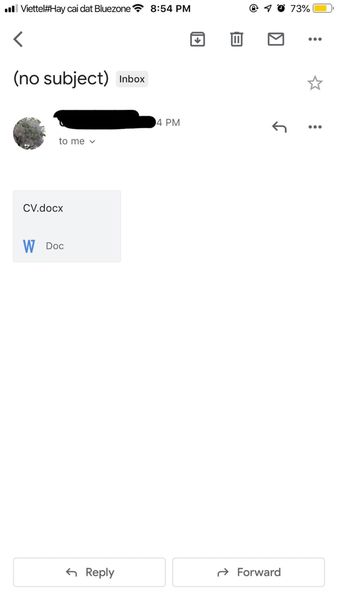 Viettel#Hay cai dat Bluezone 8:54 PM 73%
(no subject) Inbox
4 PM
to me
CV.docx
W Doc
Reply Forward